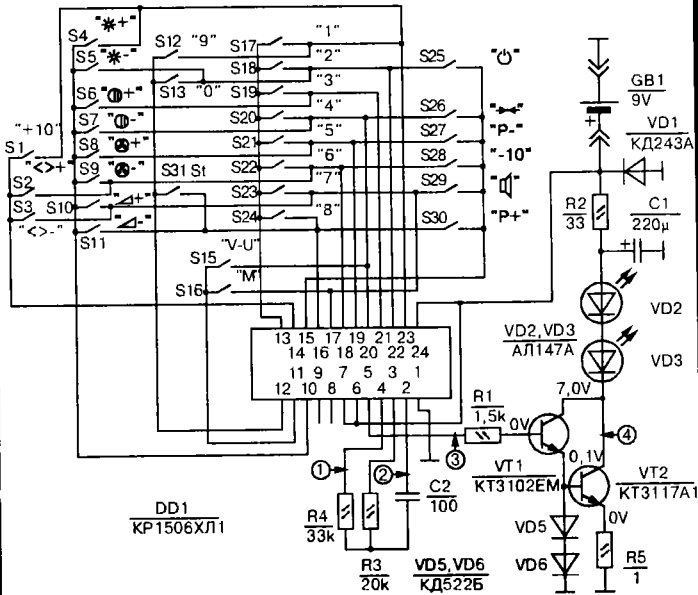 S4 "☼+"
S5 "☼-"
S6 "◐+"
S7 "◐-"
S8 "⊛+"
S9 "⊛-"
S10 "⊿+"
S11 "⊿-"
"+10"
S1 "<>+"
S2
S3 "<>-"
S12 "9"
S13 "0"
S31 St
S15 "V-U"
S16 "M"
S17 "1"
S18 "2"
S19 "3"
S20 "4"
S21 "5"
S22 "6"
S23 "7"
S24 "8"
S25
S26
S27 "P-"
S28 "-10"
S29
S30 "P+"
GB1
9V
+
VD1
КД243А
R2
33
C1
220µ
+
VD2
VD2, VD3
АЛ147А
VD3
13 15 17 19 21 23
14 16 18 20 22 24
11 9 7 5 3 1
12 10 8 6 4 2
R1
1,5k
7,0V
0V
0,1V
1
2
3
4
VT1
КТ3102ЕМ
VT2
КТ3117А1
0V
DD1
КР1506ХЛ1
R4
33k
R3
20k
C2
100
VD5, VD6
КД522Б
VD5
VD6
R5
1